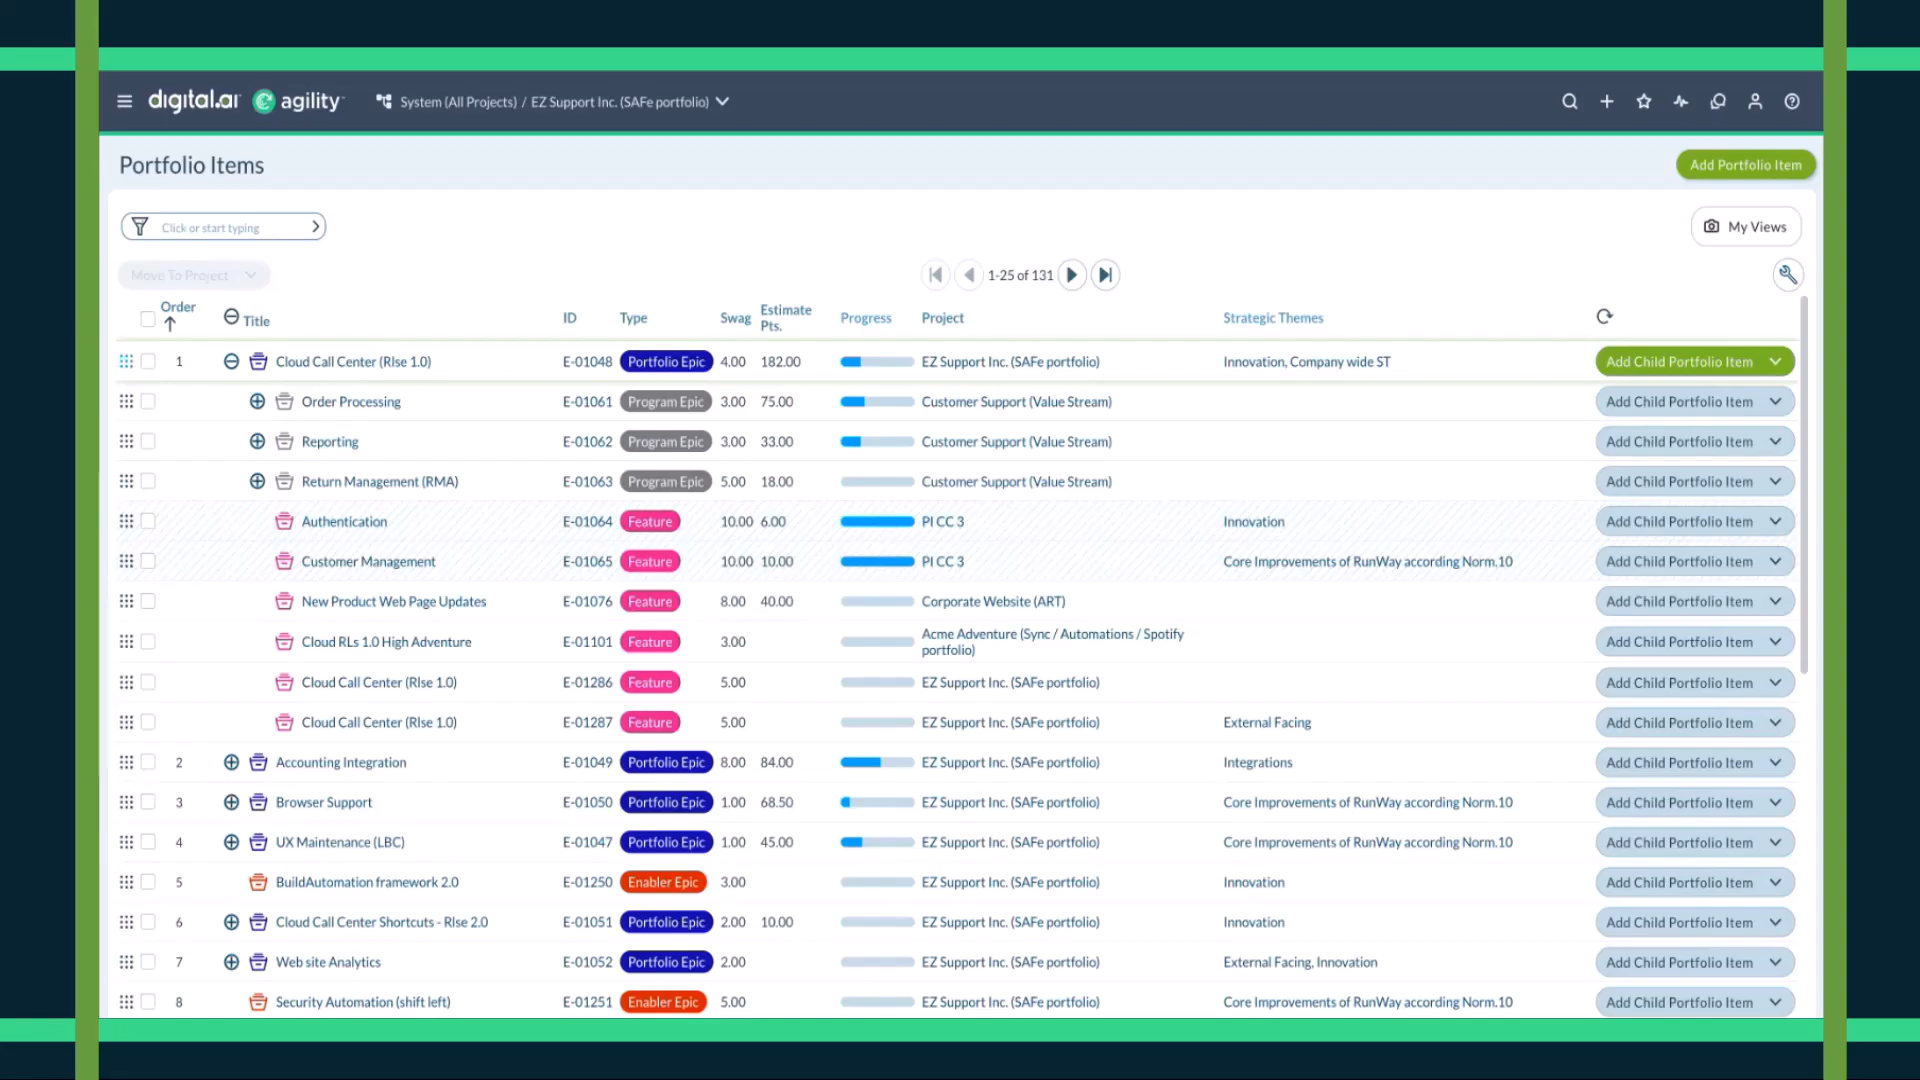 digital.ai agility System (All Projects) / EZ Support Inc. (SAFe portfolio)
Portfolio Items
Add Portfolio Item
Click or start typing
My Views
Move To Project
1-25 of 131
Order Title ID Type Swag Estimate Pts. Progress Project Strategic Themes
1 Cloud Call Center (RIse 1.0) E-01048 Portfolio Epic 4.00 182.00 EZ Support Inc. (SAFe portfolio) Innovation, Company wide ST Add Child Portfolio Item
Order Processing E-01061 Program Epic 3.00 75.00 Customer Support (Value Stream) Add Child Portfolio Item
Reporting E-01062 Program Epic 3.00 33.00 Customer Support (Value Stream) Add Child Portfolio Item
Return Management (RMA) E-01063 Program Epic 5.00 18.00 Customer Support (Value Stream) Add Child Portfolio Item
Authentication E-01064 Feature 10.00 6.00 PI CC 3 Innovation Add Child Portfolio Item
Customer Management E-01065 Feature 10.00 10.00 PI CC 3 Core Improvements of RunWay according Norm.10 Add Child Portfolio Item
New Product Web Page Updates E-01076 Feature 8.00 40.00 Corporate Website (ART) Add Child Portfolio Item
Cloud RLs 1.0 High Adventure E-01101 Feature 3.00 Acme Adventure (Sync / Automations / Spotify portfolio) Add Child Portfolio Item
Cloud Call Center (RIse 1.0) E-01286 Feature 5.00 EZ Support Inc. (SAFe portfolio) Add Child Portfolio Item
Cloud Call Center (RIse 1.0) E-01287 Feature 5.00 EZ Support Inc. (SAFe portfolio) External Facing Add Child Portfolio Item
2 Accounting Integration E-01049 Portfolio Epic 8.00 84.00 EZ Support Inc. (SAFe portfolio) Integrations Add Child Portfolio Item
3 Browser Support E-01050 Portfolio Epic 1.00 68.50 EZ Support Inc. (SAFe portfolio) Core Improvements of RunWay according Norm.10 Add Child Portfolio Item
4 UX Maintenance (LBC) E-01047 Portfolio Epic 1.00 45.00 EZ Support Inc. (SAFe portfolio) Core Improvements of RunWay according Norm.10 Add Child Portfolio Item
5 BuildAutomation framework 2.0 E-01250 Enabler Epic 3.00 EZ Support Inc. (SAFe portfolio) Innovation Add Child Portfolio Item
6 Cloud Call Center Shortcuts - RIse 2.0 E-01051 Portfolio Epic 2.00 10.00 EZ Support Inc. (SAFe portfolio) Innovation Add Child Portfolio Item
7 Web site Analytics E-01052 Portfolio Epic 2.00 EZ Support Inc. (SAFe portfolio) External Facing, Innovation Add Child Portfolio Item
8 Security Automation (shift left) E-01251 Enabler Epic 5.00 EZ Support Inc. (SAFe portfolio) Core Improvements of RunWay according Norm.10 Add Child Portfolio Item